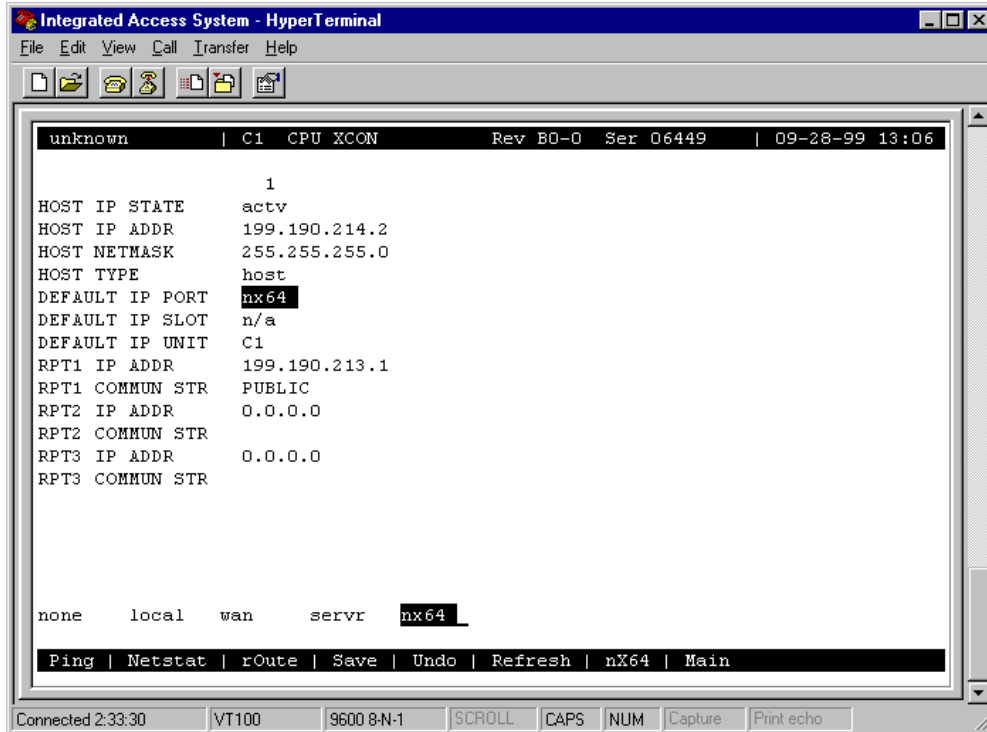 Integrated Access System - HyperTerminal
File Edit View Call Transfer Help
unknown | C1 CPU XCON Rev B0-0 Ser 06449 | 09-28-99 13:06
1
HOST IP STATE actv
HOST IP ADDR 199.190.214.2
HOST NETMASK 255.255.255.0
HOST TYPE host
DEFAULT IP PORT nx64
DEFAULT IP SLOT n/a
DEFAULT IP UNIT C1
RPT1 IP ADDR 199.190.213.1
RPT1 COMMUN STR PUBLIC
RPT2 IP ADDR 0.0.0.0
RPT2 COMMUN STR
RPT3 IP ADDR 0.0.0.0
RPT3 COMMUN STR
none local wan servr nx64
Ping | Netstat | rOute | Save | Undo | Refresh | nX64 | Main
Connected 2:33:30 VT100 9600 8-N-1 SCROLL CAPS NUM Capture Print echo